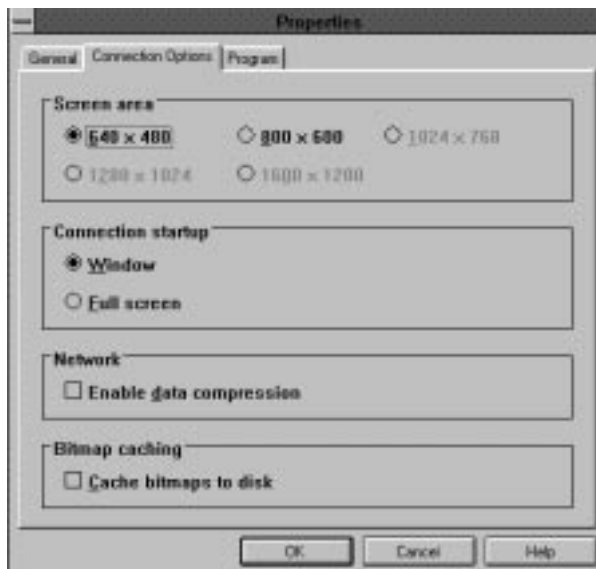 Properties
General Connection Options Program
Screen area
640 x 480 800 x 600 1024 x 768
1280 x 1024 1600 x 1200
Connection startup
Window
Full screen
Network
Enable data compression
Bitmap caching
Cache bitmaps to disk
OK Cancel Help